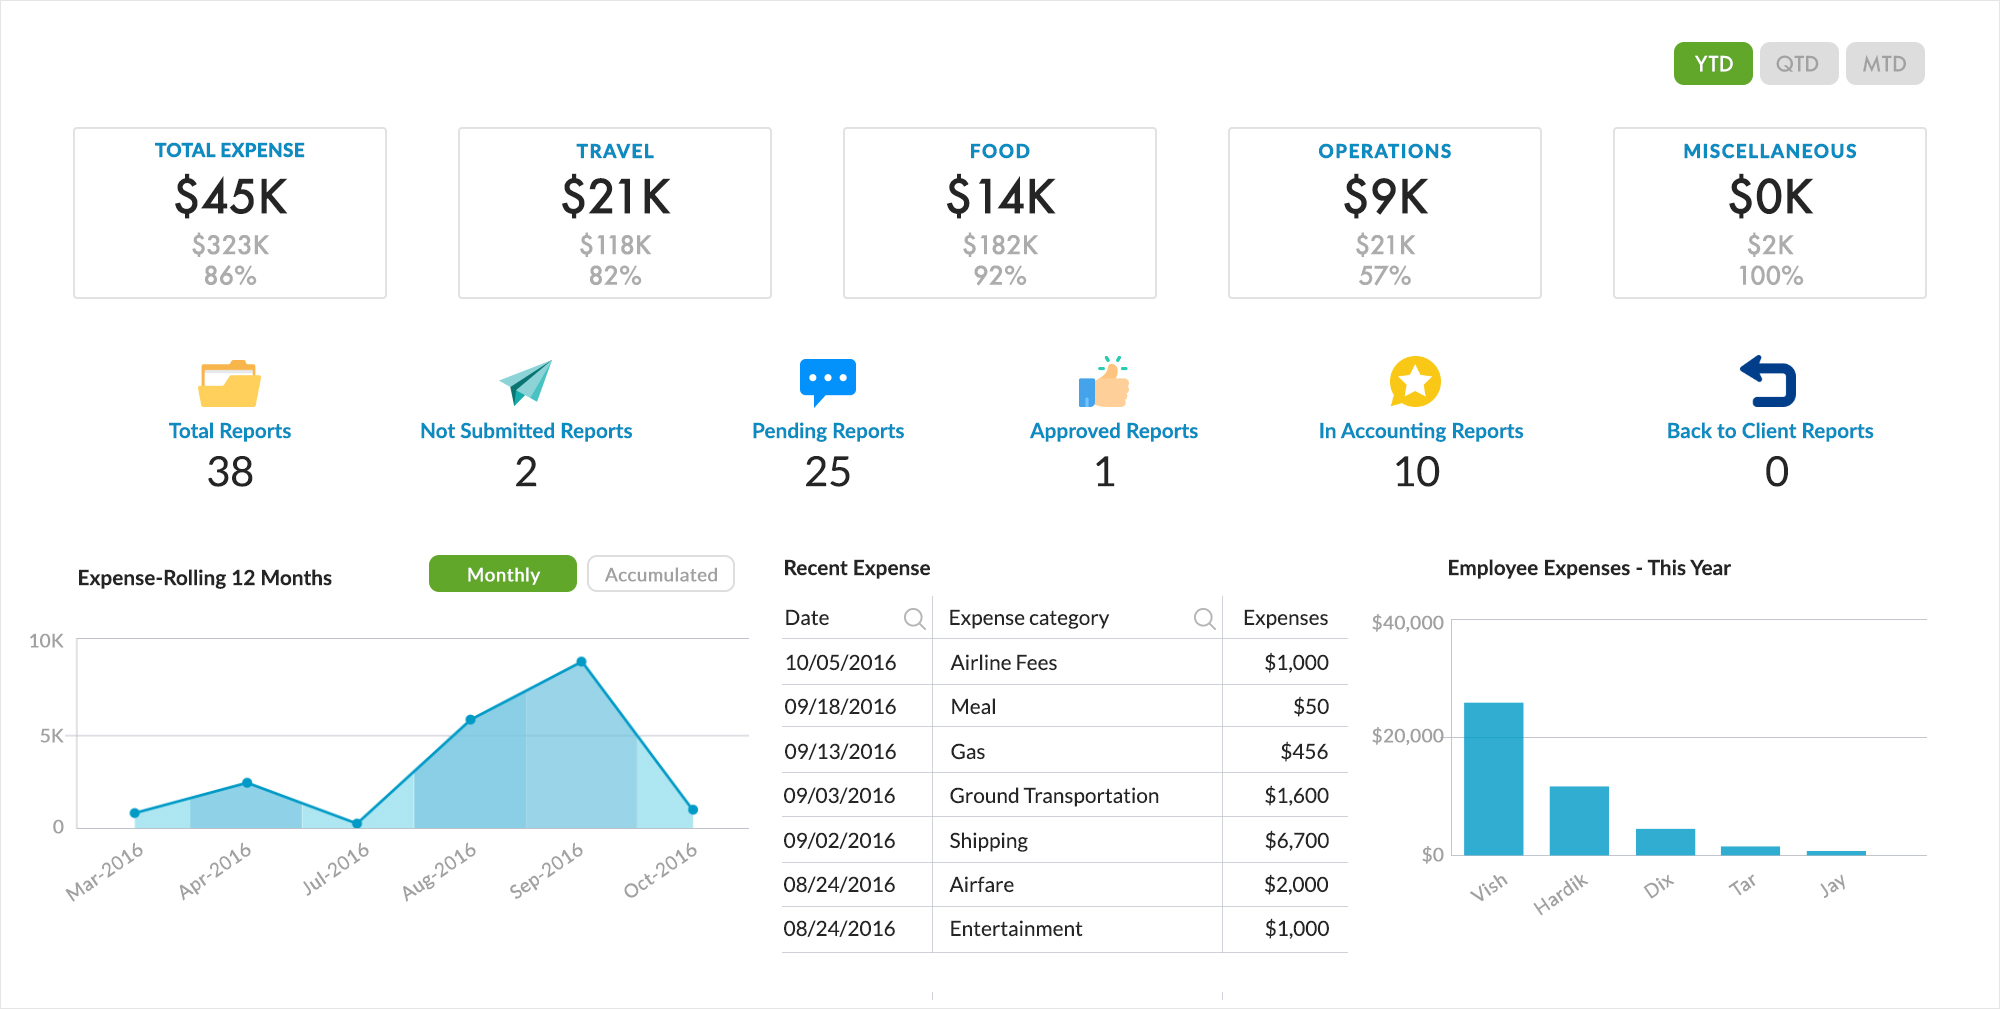 YTD QTD MTD
TOTAL EXPENSE
$45K
$323K
86%
TRAVEL
$21K
$118K
82%
FOOD
$14K
$182K
92%
OPERATIONS
$9K
$21K
57%
MISCELLANEOUS
$0K
$2K
100%
Total Reports
38
Not Submitted Reports
2
Pending Reports
25
Approved Reports
1
In Accounting Reports
10
Back to Client Reports
0
Expense-Rolling 12 Months
Monthly Accumulated
10K
5K
0
Mar-2016 Apr-2016 Jul-2016 Aug-2016 Sep-2016 Oct-2016
Recent Expense
Date Expense category Expenses
10/05/2016 Airline Fees $1,000
09/18/2016 Meal $50
09/13/2016 Gas $456
09/03/2016 Ground Transportation $1,600
09/02/2016 Shipping $6,700
08/24/2016 Airfare $2,000
08/24/2016 Entertainment $1,000
Employee Expenses - This Year
$40,000
$20,000
$0
Vish Hardik Dix Tar Jay